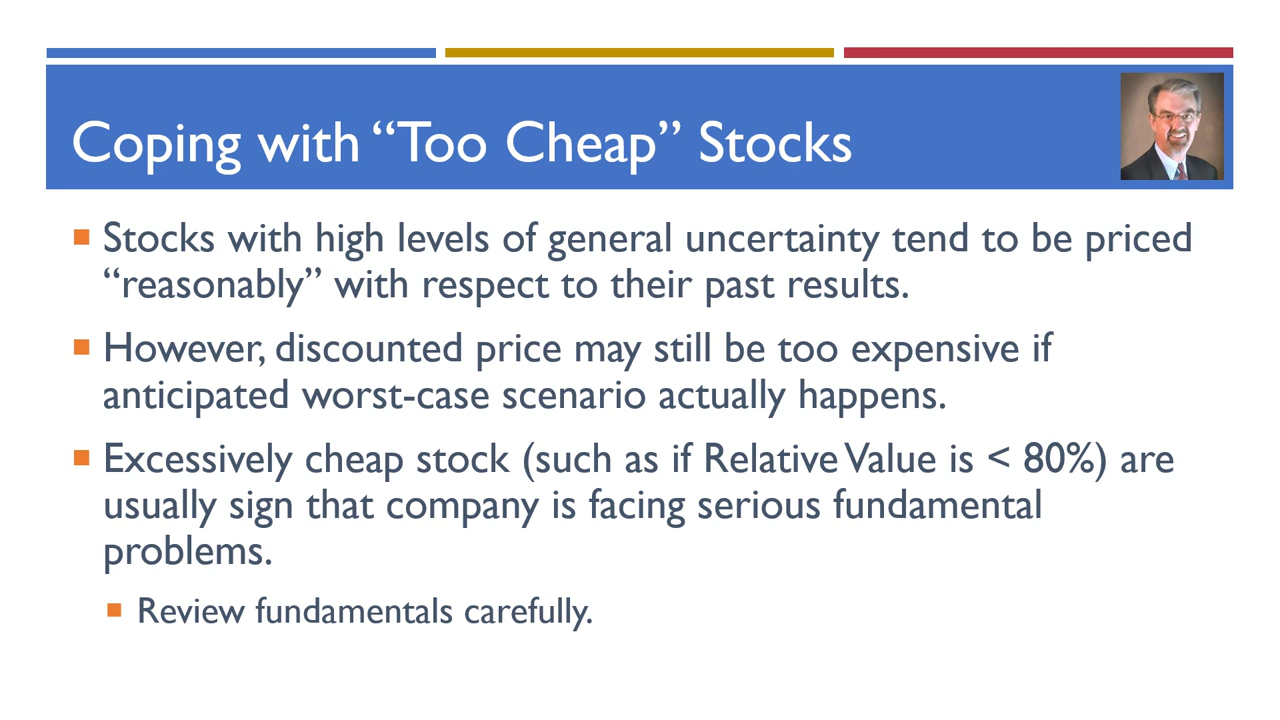 Coping with “Too Cheap” Stocks
Stocks with high levels of general uncertainty tend to be priced
“reasonably” with respect to their past results.
However, discounted price may still be too expensive if
anticipated worst-case scenario actually happens.
Excessively cheap stock (such as if Relative Value is < 80%) are
usually sign that company is facing serious fundamental
problems.
Review fundamentals carefully.